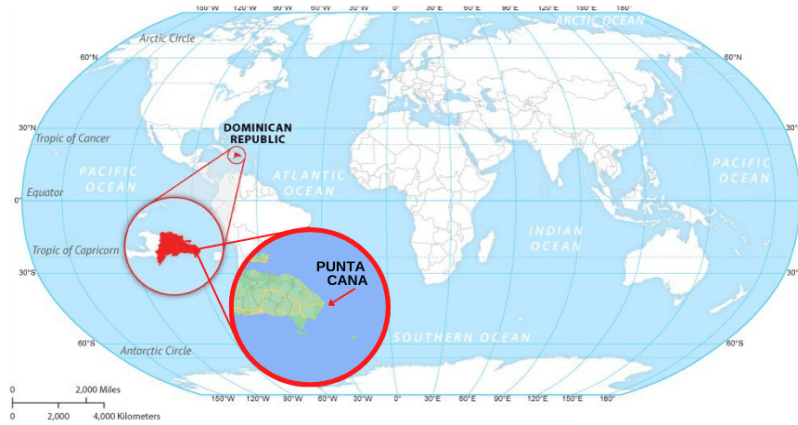 150°W 120°W 90°W 60°W 30°W 0° 30°E 60°E 90°E 120°E 150°E 180°
ARCTIC OCEAN
Arctic Circle
60°N 60°N
DOMINICAN
REPUBLIC
Tropic of Cancer
30°N 30°N
PACIFIC
OCEAN
ATLANTIC
OCEAN
PACIFIC
OCEAN
Equator
0° 0°
INDIAN
OCEAN
Tropic of Capricorn
PUNTA
CANA
30°S 30°S
SOUTHERN OCEAN
Antarctic Circle
60°S 60°S
150°W 120°W 90°W 60°W 30°W 0° 30°E 60°E 90°E 120°E 150°E
0 2,000 Miles
0 2,000 4,000 Kilometers